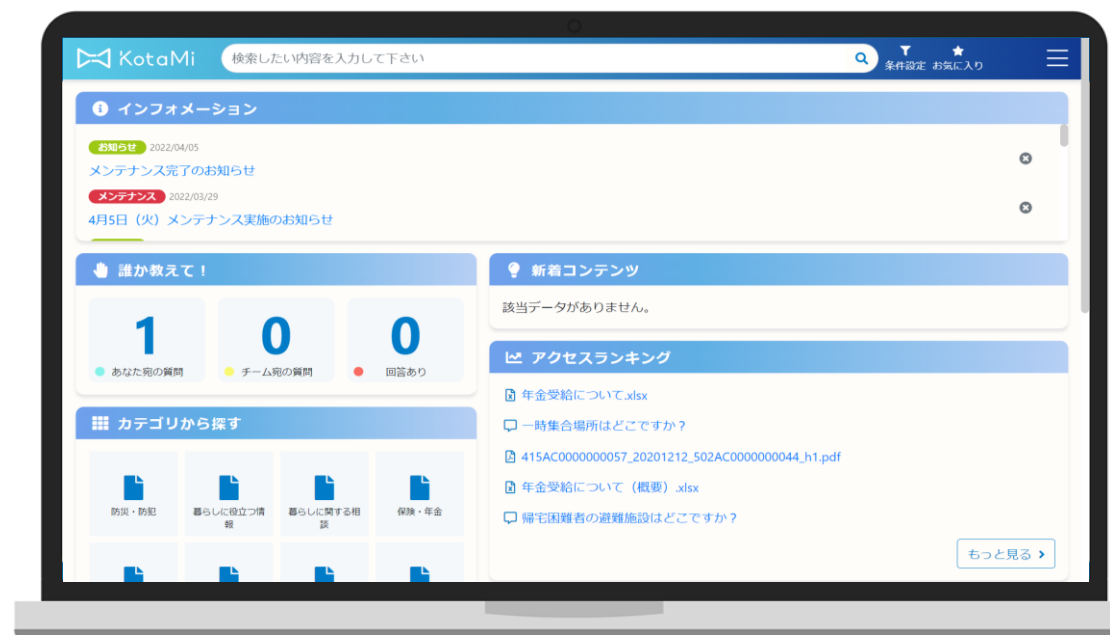 KotaMi
検索したい内容を入力して下さい
条件設定 お気に入り
インフォメーション
お知らせ 2022/04/05
メンテナンス完了のお知らせ
メンテナンス 2022/03/29
4月5日（火）メンテナンス実施のお知らせ
誰か教えて！
1 0 0
あなた宛の質問 チーム宛の質問 回答あり
カテゴリから探す
防災・防犯
暮らしに役立つ情
報
暮らしに関する相
談
保険・年金
新着コンテンツ
該当データがありません。
アクセスランキング
年金受給について.xlsx
一時集合場所はどこですか？
415AC0000000057_20201212_502AC0000000044_h1.pdf
年金受給について（概要）.xlsx
帰宅困難者の避難施設はどこですか？
もっと見る